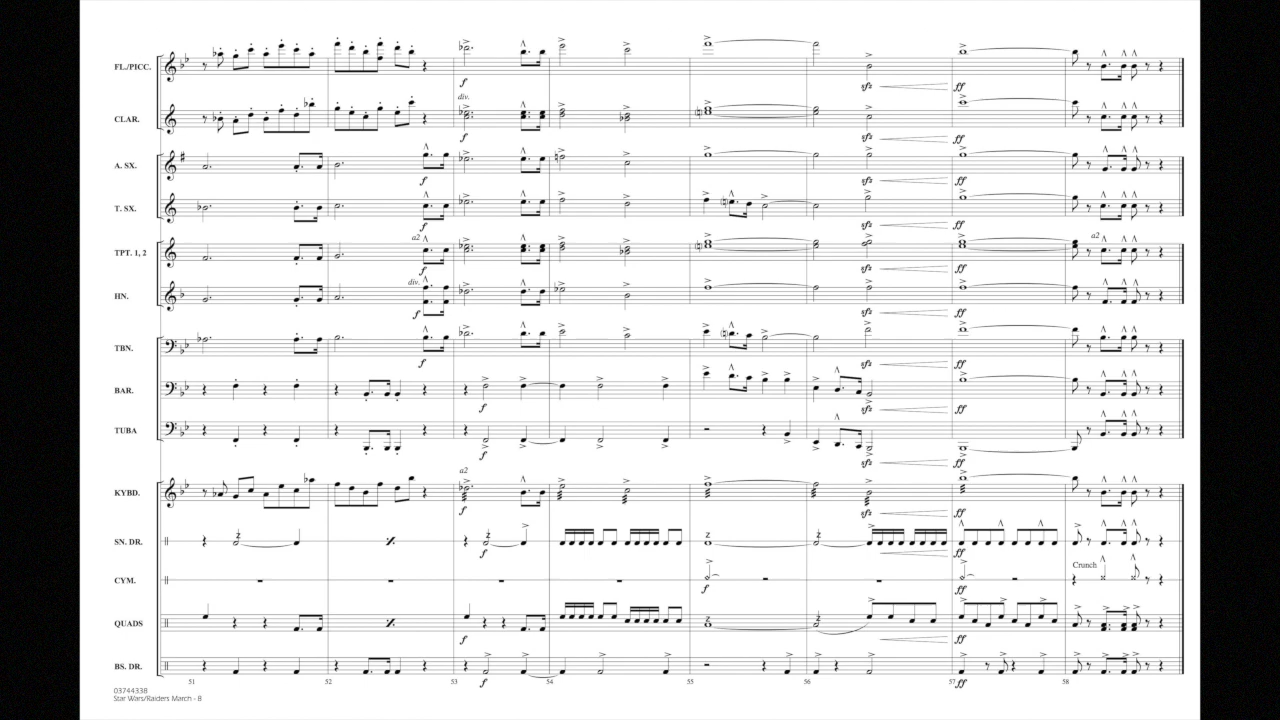 FL./PICC.
f
sfz
ff
div.
CLAR.
f
sfz
ff
A. SX.
f
sfz
ff
T. SX.
f
sfz
ff
a2
a2
TPT. 1, 2
f
sfz
ff
div.
HN.
f
sfz
ff
TBN.
f
sfz
ff
BAR.
f
sfz
ff
TUBA
f
sfz
ff
a2
KYBD.
f
sfz
ff
z z z z
SN. DR.
f
ff
Crunch
CYM.
f
ff
z z
QUADS
f
ff
BS. DR.
51 52 53 54 55 56 57 58
f
ff
03744338
Star Wars/Raiders March - 8